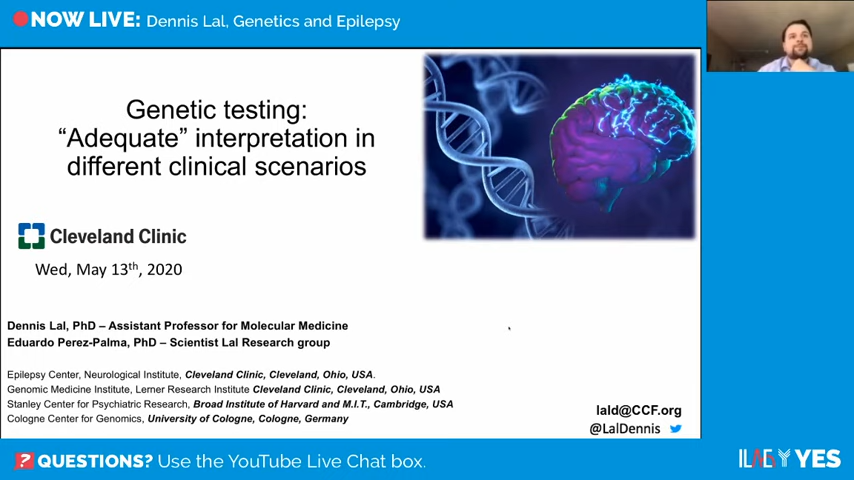 NOW LIVE: Dennis Lal, Genetics and Epilepsy
Genetic testing:
“Adequate” interpretation in
different clinical scenarios
Cleveland Clinic
Wed, May 13th, 2020
Dennis Lal, PhD – Assistant Professor for Molecular Medicine
Eduardo Perez-Palma, PhD – Scientist Lal Research group
Epilepsy Center, Neurological Institute, Cleveland Clinic, Cleveland, Ohio, USA.
Genomic Medicine Institute, Lerner Research Institute Cleveland Clinic, Cleveland, Ohio, USA
Stanley Center for Psychiatric Research, Broad Institute of Harvard and M.I.T., Cambridge, USA
Cologne Center for Genomics, University of Cologne, Cologne, Germany
lald@CCF.org
@LalDennis
? QUESTIONS? Use the YouTube Live Chat box.
ILAE YES